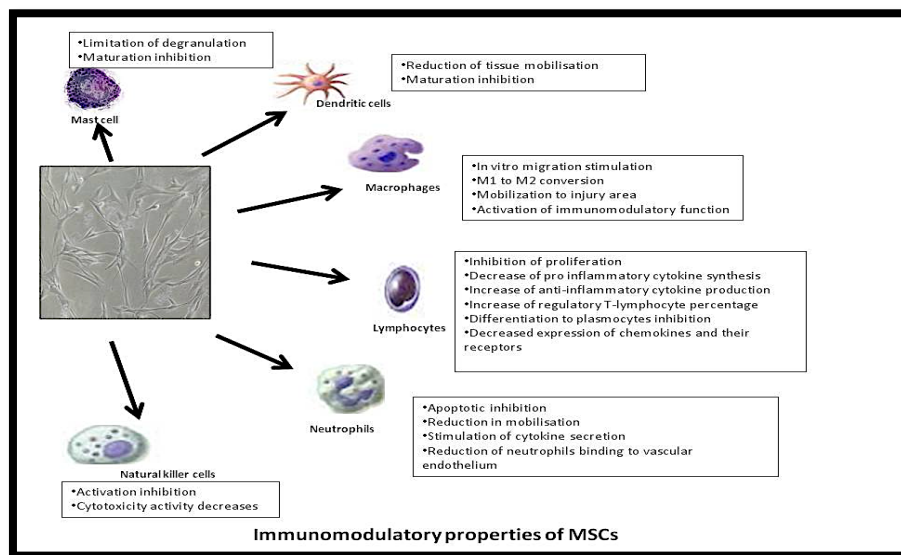 •Limitation of degranulation
•Maturation inhibition
Mast cell
•Reduction of tissue mobilisation
•Maturation inhibition
Dendritic cells
Macrophages
•In vitro migration stimulation
•M1 to M2 conversion
•Mobilization to injury area
•Activation of immunomodulatory function
Lymphocytes
•Inhibition of proliferation
•Decrease of pro inflammatory cytokine synthesis
•Increase of anti-inflammatory cytokine production
•Increase of regulatory T-lymphocyte percentage
•Differentiation to plasmocytes inhibition
•Decreased expression of chemokines and their
receptors
Neutrophils
•Apoptotic inhibition
•Reduction in mobilisation
•Stimulation of cytokine secretion
•Reduction of neutrophils binding to vascular
endothelium
Natural killer cells
•Activation inhibition
•Cytotoxicity activity decreases
Immunomodulatory properties of MSCs